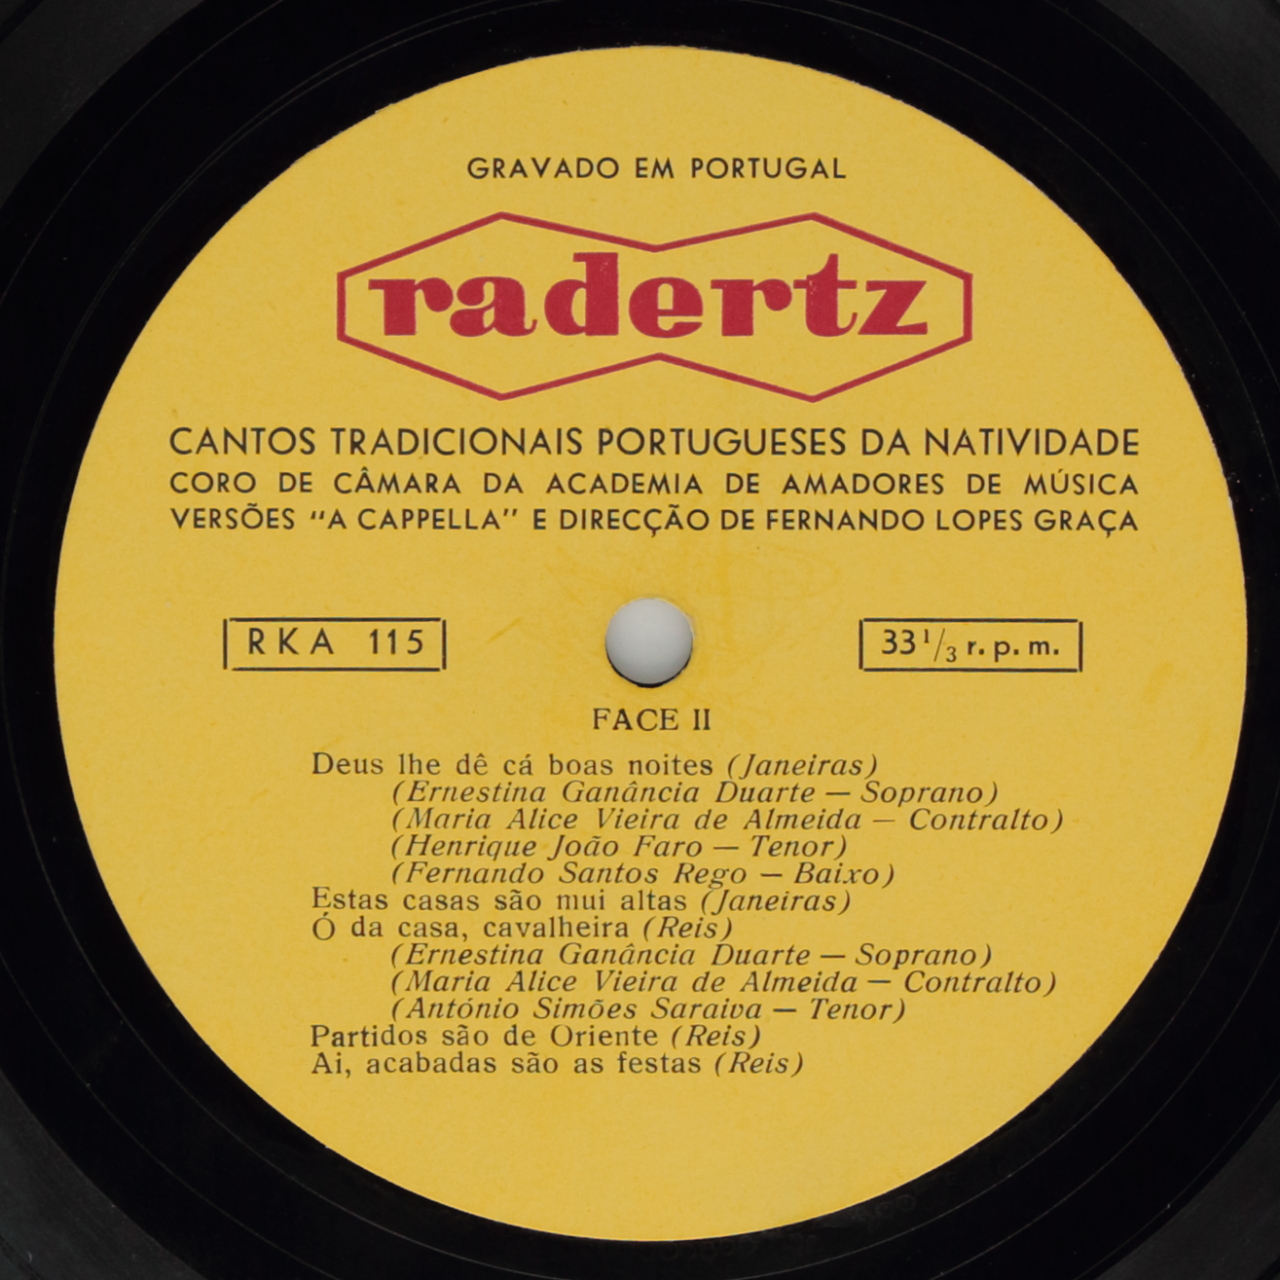 GRAVADO EM PORTUGAL
radertz
CANTOS TRADICIONAIS PORTUGUESES DA NATIVIDADE
CORO DE CÂMARA DA ACADEMIA DE AMADORES DE MÚSICA
VERSÕES "A CAPPELLA" E DIRECÇÃO DE FERNANDO LOPES GRAÇA
RKA 115
33 1/3 r. p. m.
FACE II
Deus lhe dê cá boas noites (Janeiras)
(Ernestina Ganância Duarte — Soprano)
(Maria Alice Vieira de Almeida — Contralto)
(Henrique João Faro — Tenor)
(Fernando Santos Rego — Baixo)
Estas casas são mui altas (Janeiras)
Ó da casa, cavalheira (Reis)
(Ernestina Ganância Duarte — Soprano)
(Maria Alice Vieira de Almeida — Contralto)
(António Simões Saraiva — Tenor)
Partidos são de Oriente (Reis)
Ai, acabadas são as festas (Reis)